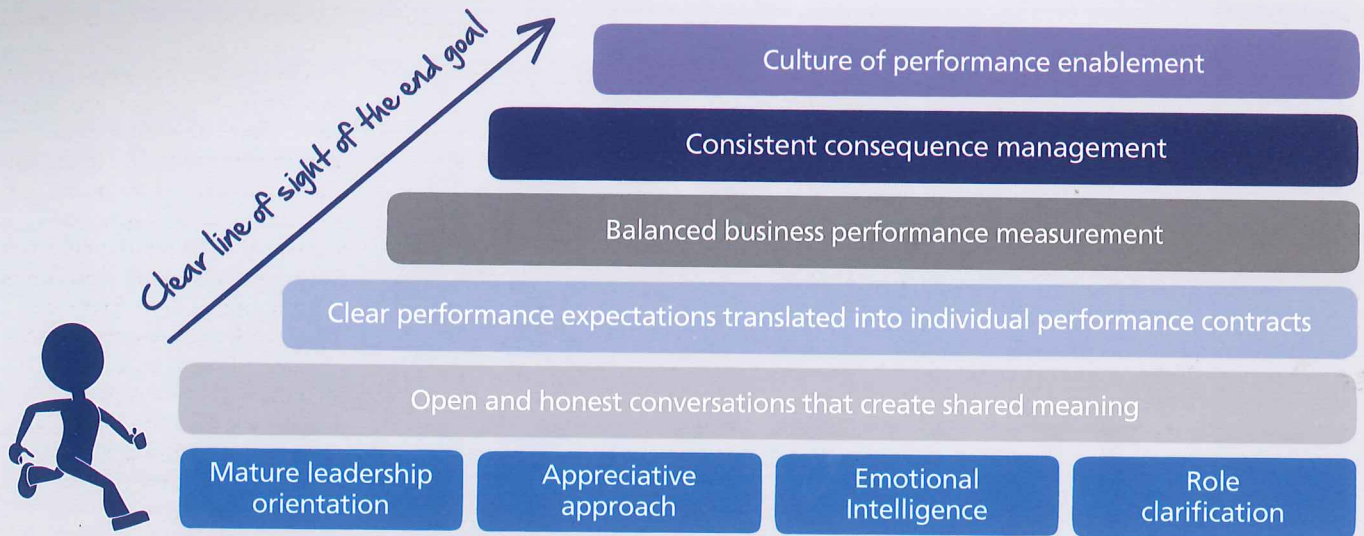 Clear line of sight of the end goal
Culture of performance enablement
Consistent consequence management
Balanced business performance measurement
Clear performance expectations translated into individual performance contracts
Open and honest conversations that create shared meaning
Mature leadership
orientation
Appreciative
approach
Emotional
Intelligence
Role
clarification